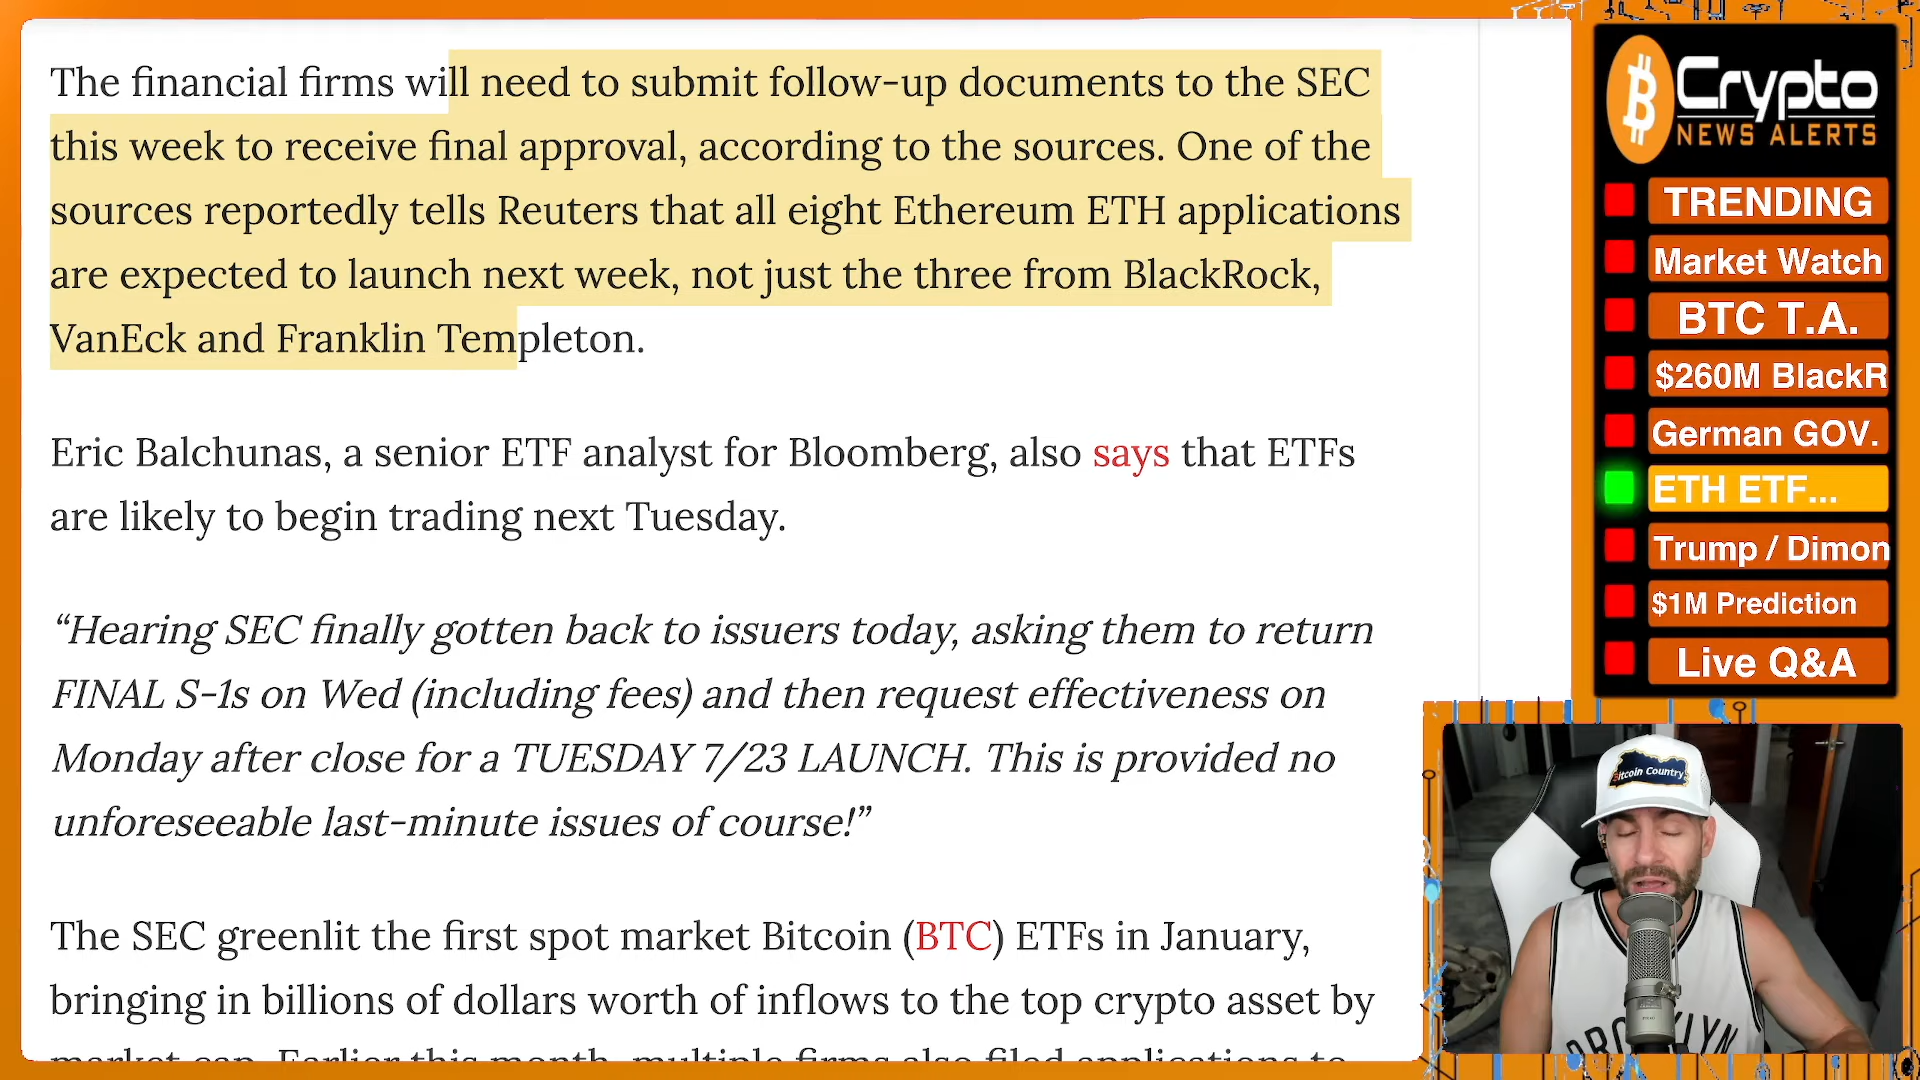 The financial firms will need to submit follow-up documents to the SEC
this week to receive final approval, according to the sources. One of the
sources reportedly tells Reuters that all eight Ethereum ETH applications
are expected to launch next week, not just the three from BlackRock,
VanEck and Franklin Templeton.
Eric Balchunas, a senior ETF analyst for Bloomberg, also says that ETFs
are likely to begin trading next Tuesday.
“Hearing SEC finally gotten back to issuers today, asking them to return
FINAL S-1s on Wed (including fees) and then request effectiveness on
Monday after close for a TUESDAY 7/23 LAUNCH. This is provided no
unforeseeable last-minute issues of course!”
The SEC greenlit the first spot market Bitcoin (BTC) ETFs in January,
bringing in billions of dollars worth of inflows to the top crypto asset by
market cap. Earlier this month, multiple firms also filed applications to
Crypto
NEWS ALERTS
TRENDING
Market Watch
BTC T.A.
$260M BlackR
German GOV.
ETH ETF...
Trump / Dimon
$1M Prediction
Live Q&A
Bitcoin Country
BROOKLYN